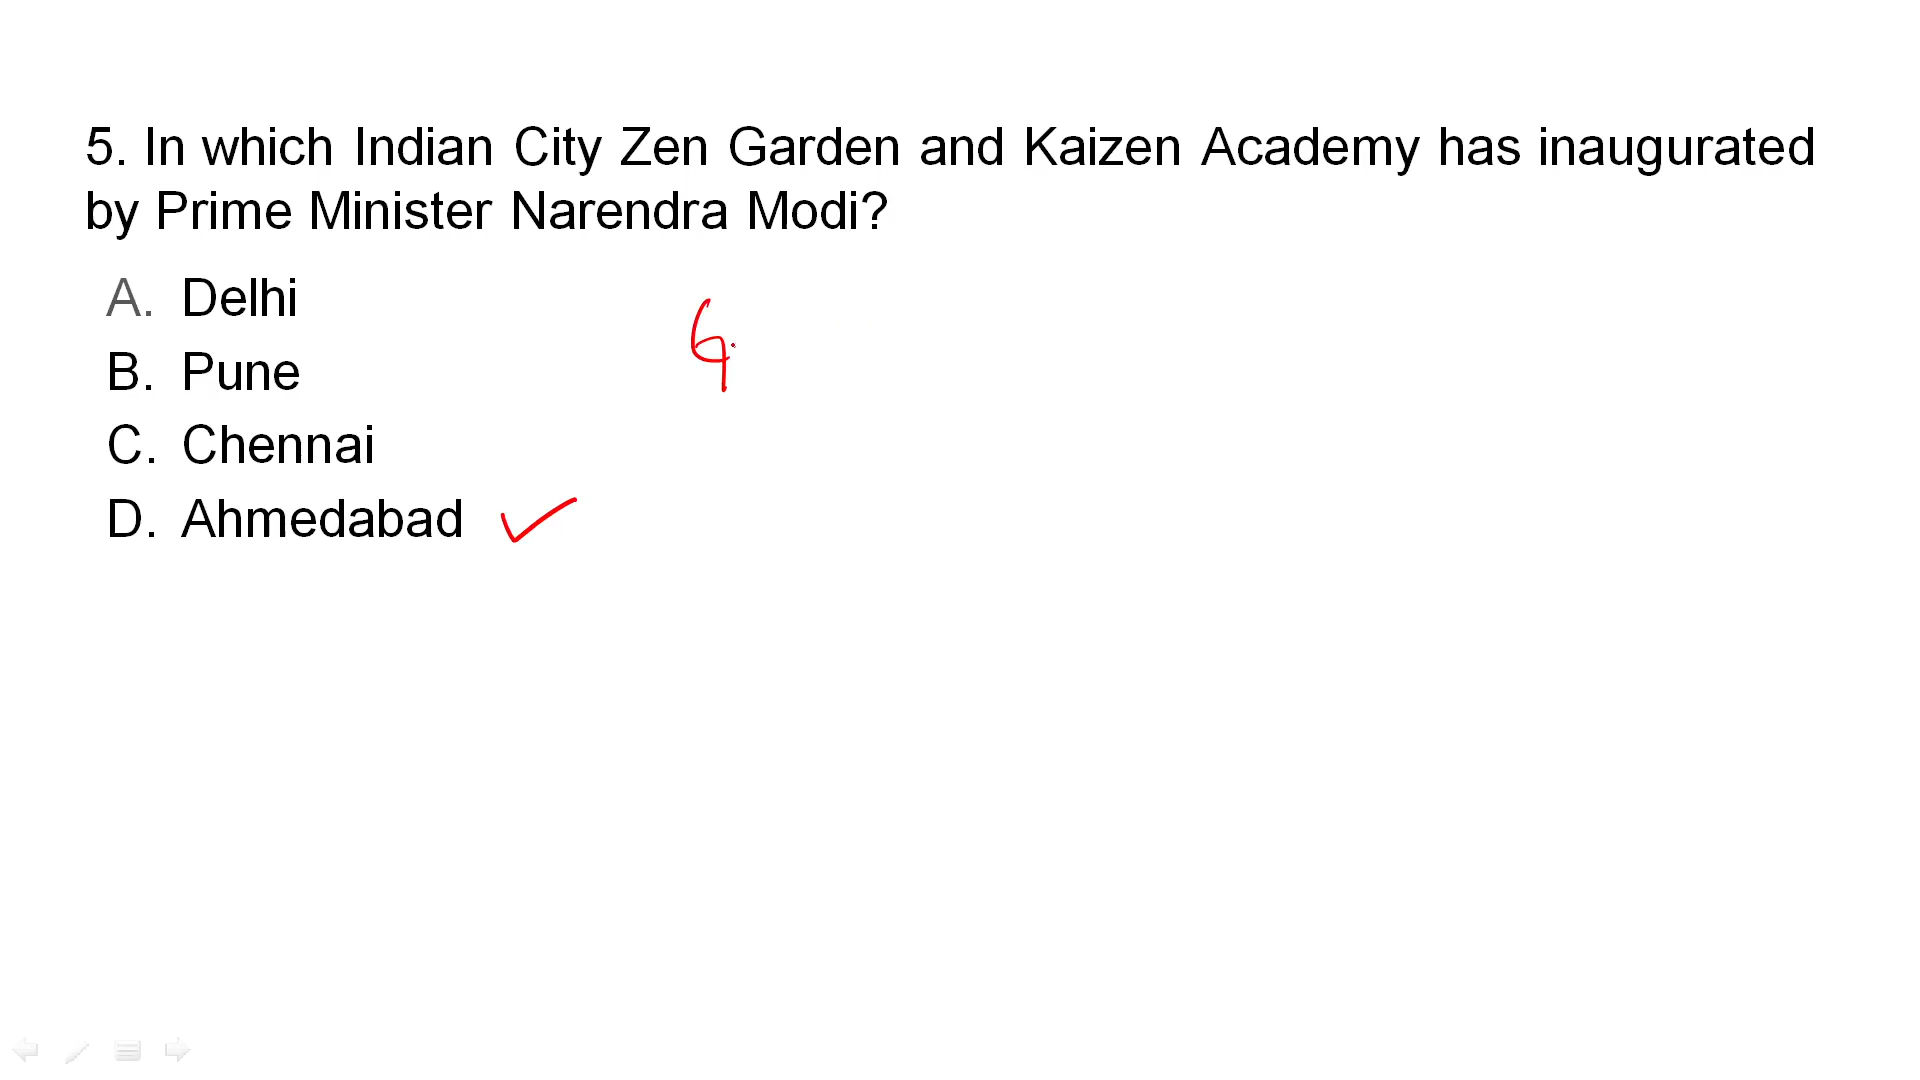 5. In which Indian City Zen Garden and Kaizen Academy has inaugurated
by Prime Minister Narendra Modi?
A. Delhi
G
B. Pune
C. Chennai
D. Ahmedabad